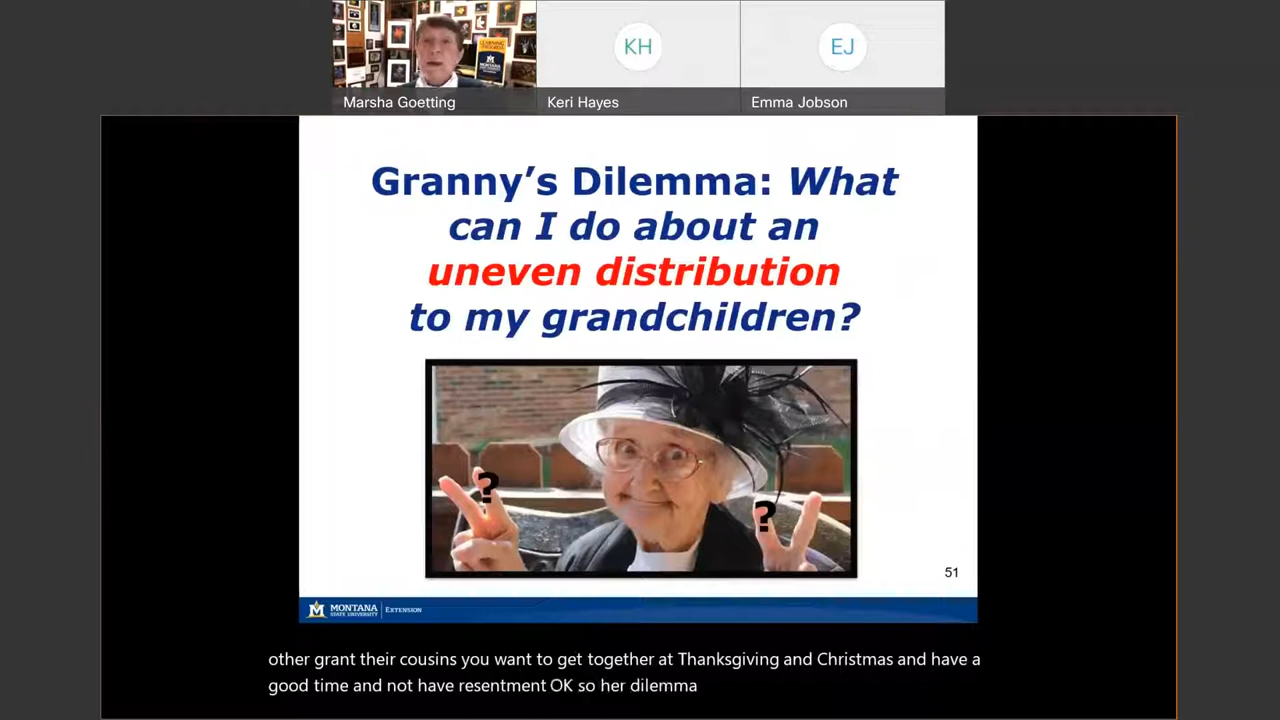 KH
EJ
Marsha Goetting
Keri Hayes
Emma Jobson
Granny's Dilemma: What
can I do about an
uneven distribution
to my grandchildren?
?
?
51
MONTANA
STATE UNIVERSITY
EXTENSION
other grant their cousins you want to get together at Thanksgiving and Christmas and have a
good time and not have resentment OK so her dilemma